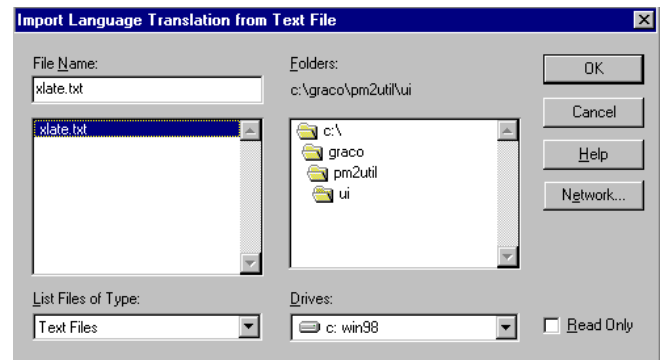 Import Language Translation from Text File
File Name:
xlate.txt
xlate.txt
List Files of Type:
Text Files
Folders:
c:\graco\pm2util\ui
c:\
graco
pm2util
ui
Drives:
c: win98
OK
Cancel
Help
Network...
Read Only